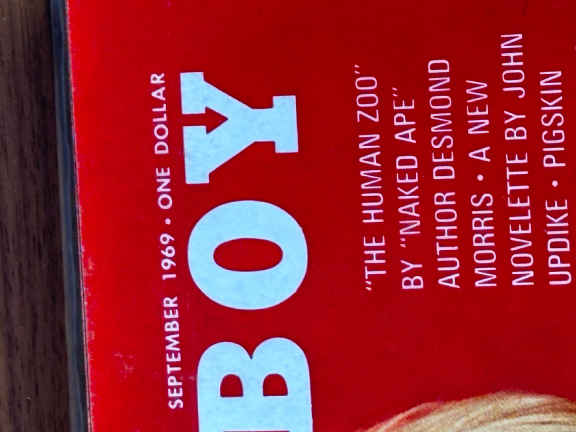 SEPTEMBER 1969 • ONE DOLLAR
BOY
“THE HUMAN ZOO”
BY “NAKED APE”
AUTHOR DESMOND
MORRIS • A NEW
NOVELETTE BY JOHN
UPDIKE • PIGSKIN